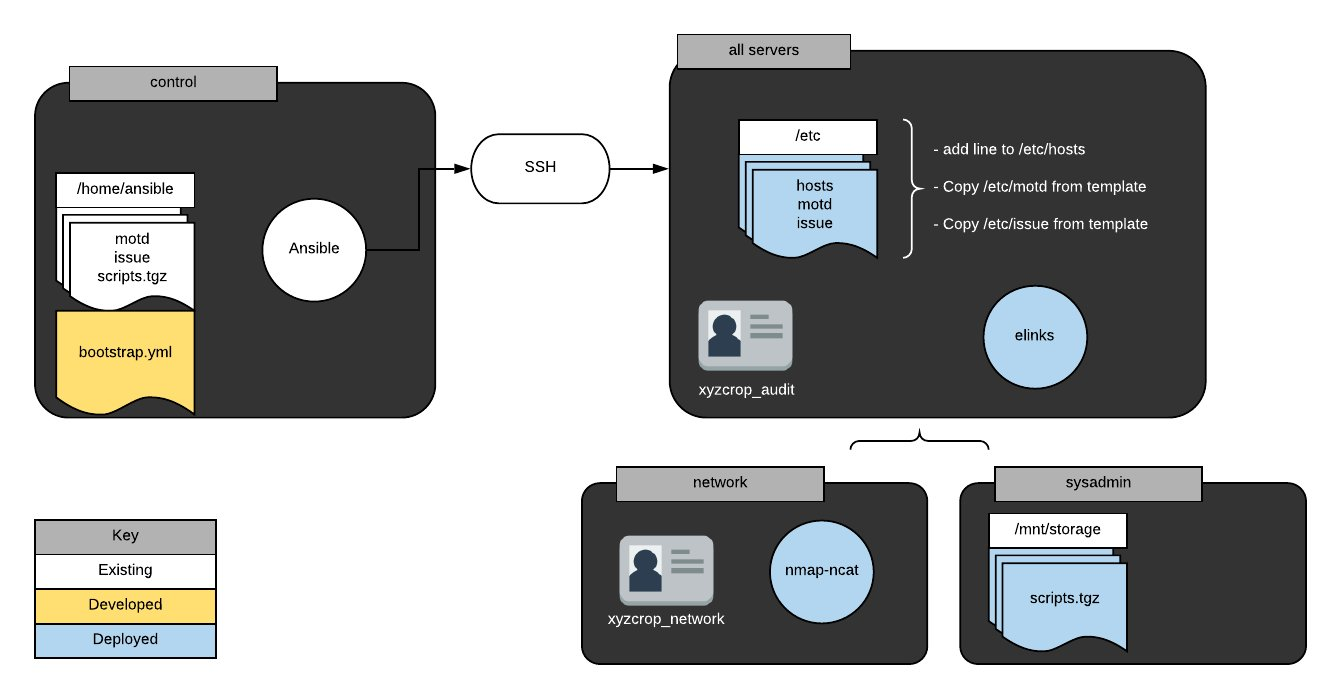 control
/home/ansible
motd
issue
scripts.tgz
bootstrap.yml
Ansible
SSH
all servers
/etc
hosts
motd
issue
- add line to /etc/hosts
- Copy /etc/motd from template
- Copy /etc/issue from template
xyzcrop_audit
elinks
network
xyzcrop_network
nmap-ncat
sysadmin
/mnt/storage
scripts.tgz
Key
Existing
Developed
Deployed